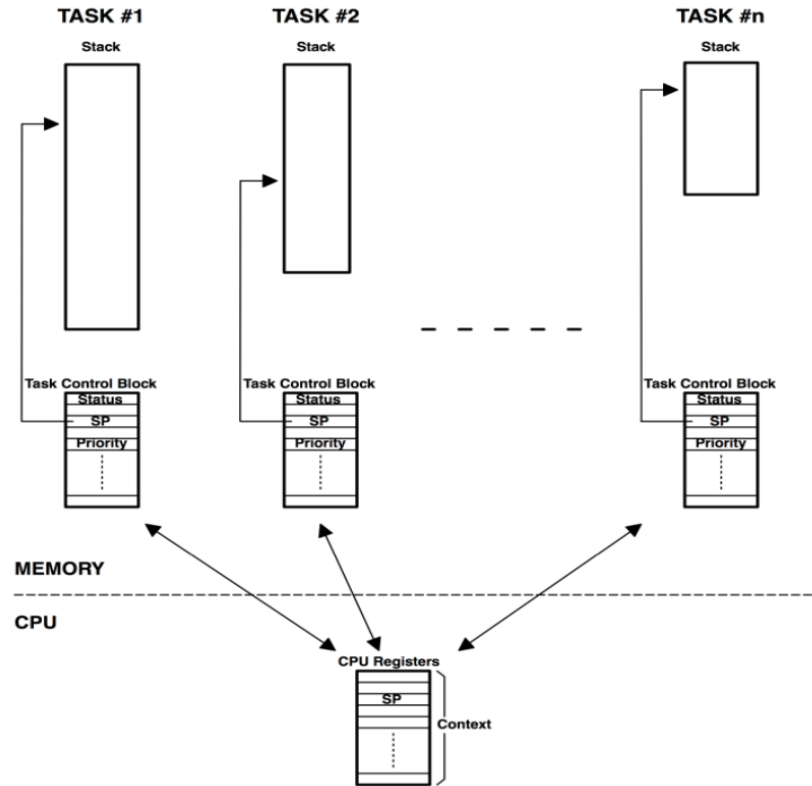 TASK #1
TASK #2
TASK #n
Stack
Stack
Stack
Task Control Block
Task Control Block
Task Control Block
Status
Status
Status
SP
SP
SP
Priority
Priority
Priority
MEMORY
CPU
CPU Registers
SP
Context